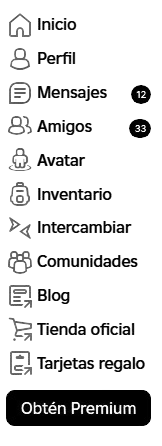 Inicio
Perfil
Mensajes 12
Amigos 33
Avatar
Inventario
Intercambiar
Comunidades
Blog
Tienda oficial
Tarjetas regalo
Obtén Premium